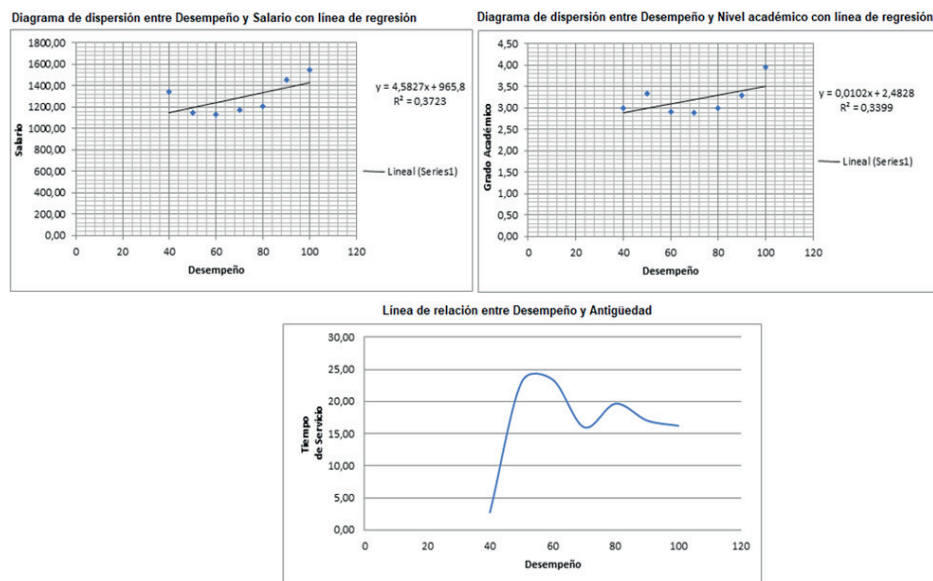 Diagrama de dispersión entre Desempeño y Salario con línea de regresión
1800,00
1600,00
1400,00
1200,00
1000,00
800,00
600,00
400,00
200,00
0,00
Salario
0 20 40 60 80 100 120
Desempeño
y = 4,5827x + 965,8
R² = 0,3723
Lineal (Series1)
Diagrama de dispersión entre Desempeño y Nivel académico con línea de regresión
4,50
4,00
3,50
3,00
2,50
2,00
1,50
1,00
0,50
0,00
Grado Académico
0 20 40 60 80 100 120
Desempeño
y = 0,0102x + 2,4828
R² = 0,3399
Lineal (Series1)
Línea de relación entre Desempeño y Antigüedad
30,00
25,00
20,00
15,00
10,00
5,00
0,00
Tiempo
de Servicio
0 20 40 60 80 100 120
Desempeño